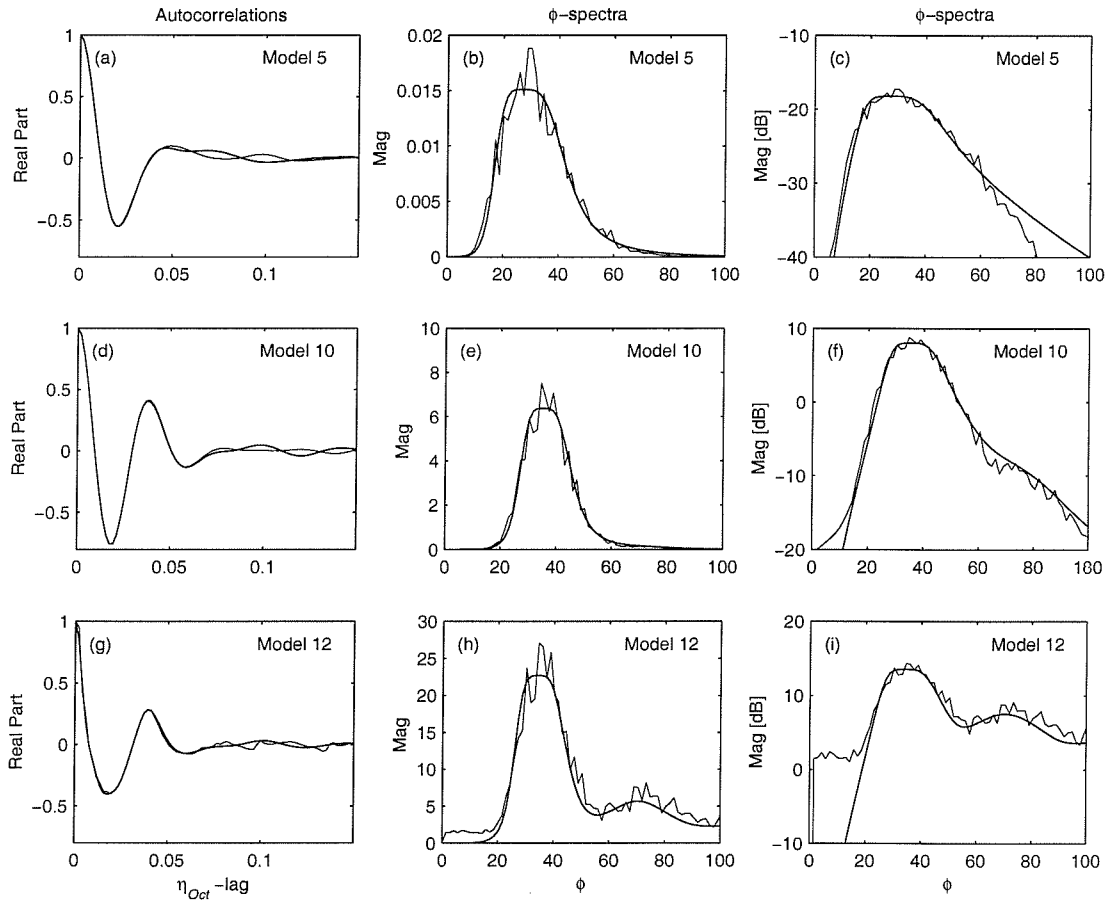 Autocorrelations
φ-spectra
φ-spectra
(a)
Model 5
Real Part
1
0.5
0
−0.5
0
0.05
0.1
(b)
Model 5
Mag
0.02
0.015
0.01
0.005
0
0 20 40 60 80 100
(c)
Model 5
Mag [dB]
−10
−20
−30
−40
0 20 40 60 80 100
(d)
Model 10
Real Part
1
0.5
0
−0.5
0
0.05
0.1
(e)
Model 10
Mag
10
8
6
4
2
0
0 20 40 60 80 100
(f)
Model 10
Mag [dB]
10
0
−10
−20
0 20 40 60 80 100
(g)
Model 12
Real Part
1
0.5
0
−0.5
0
0.05
0.1
η_Oct -lag
(h)
Model 12
Mag
30
25
20
15
10
5
0
0 20 40 60 80 100
φ
(i)
Model 12
Mag [dB]
20
10
0
−10
0 20 40 60 80 100
φ